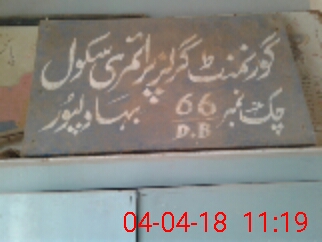 گورنمنٹ گرلز پرائمری سکول
چک نمبر 66 بہاولپور
D.B
04-04-18 11:19